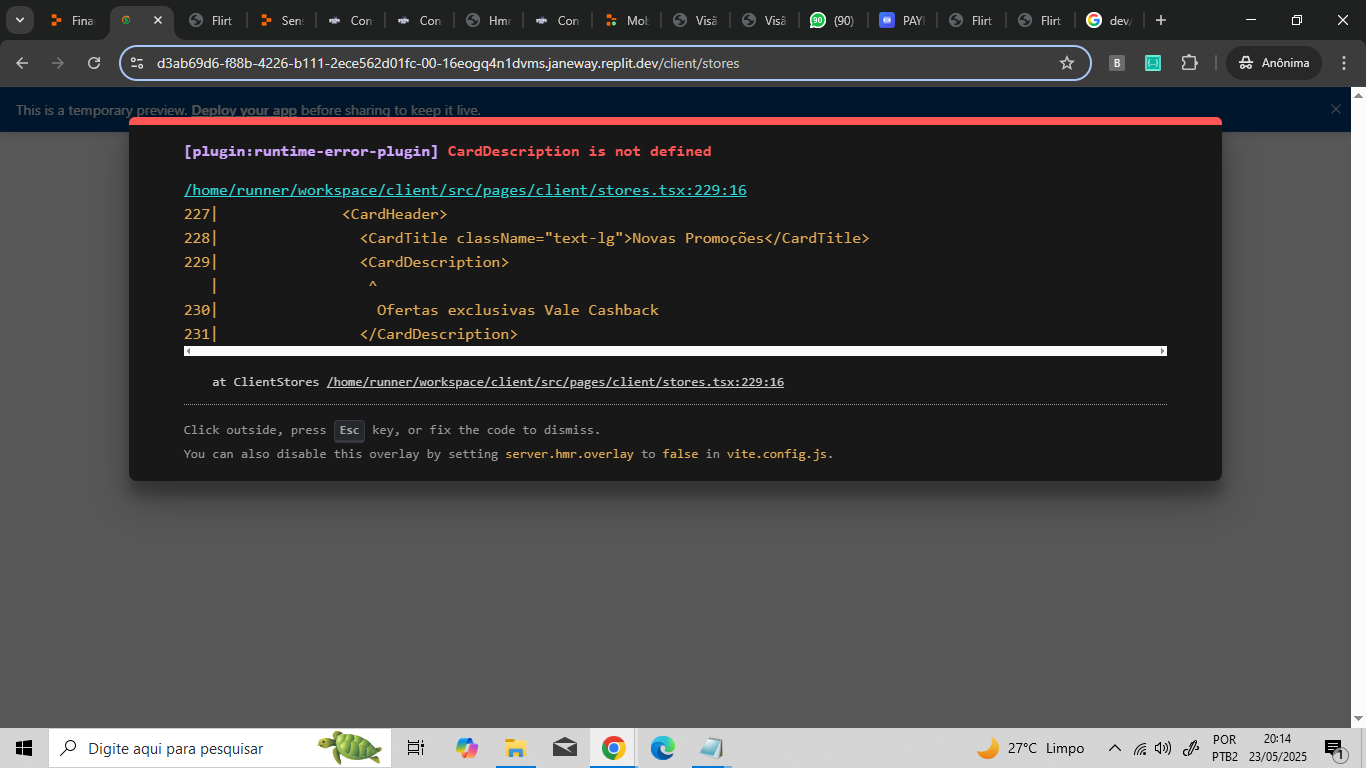 Finan
Flirt
Sens
Con
Con
Hmr
Con
Mob
Visã
Visã
90
(90)
PAY
Flirt
Flirt
dev/
d3ab69d6-f88b-4226-b111-2ece562d01fc-00-16eogq4n1dvms.janeway.replit.dev/client/stores
B
Anônima
This is a temporary preview. Deploy your app before sharing to keep it live.
[plugin:runtime-error-plugin] CardDescription is not defined
/home/runner/workspace/client/src/pages/client/stores.tsx:229:16
227| <CardHeader>
228| <CardTitle className="text-lg">Novas Promoções</CardTitle>
229| <CardDescription>
| ^
230| Ofertas exclusivas Vale Cashback
231| </CardDescription>
at ClientStores /home/runner/workspace/client/src/pages/client/stores.tsx:229:16
Click outside, press Esc key, or fix the code to dismiss.
You can also disable this overlay by setting server.hmr.overlay to false in vite.config.js.
Digite aqui para pesquisar
27°C Limpo
POR
PTB2
20:14
23/05/2025
1